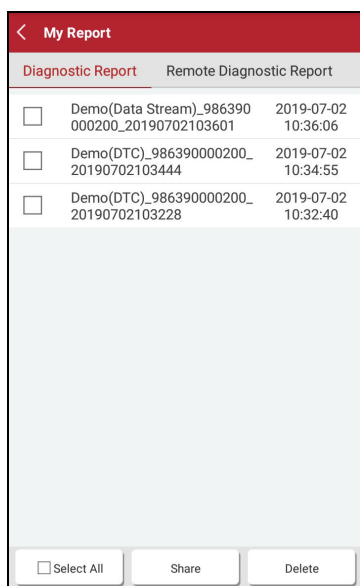 My Report
Diagnostic Report
Remote Diagnostic Report
Demo(Data Stream)_986390
000200_20190702103601
2019-07-02
10:36:06
Demo(DTC)_986390000200_
20190702103444
2019-07-02
10:34:55
Demo(DTC)_986390000200_
20190702103228
2019-07-02
10:32:40
Select All
Share
Delete